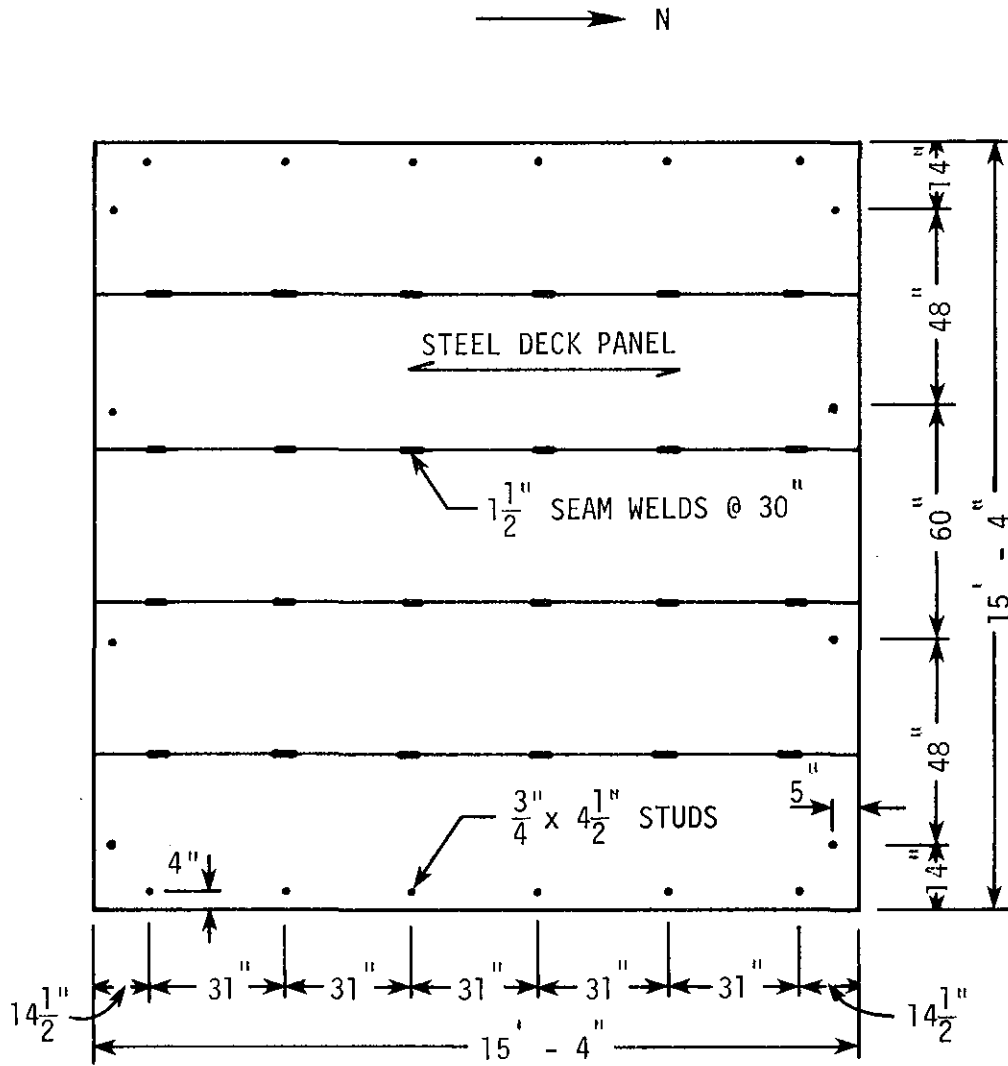 N
14"
48"
STEEL DECK PANEL
1 1/2" SEAM WELDS @ 30"
60"
15' - 4"
48"
5"
3/4" x 4 1/2" STUDS
4"
14"
31" 31" 31" 31" 31"
14 1/2" 14 1/2"
15' - 4"